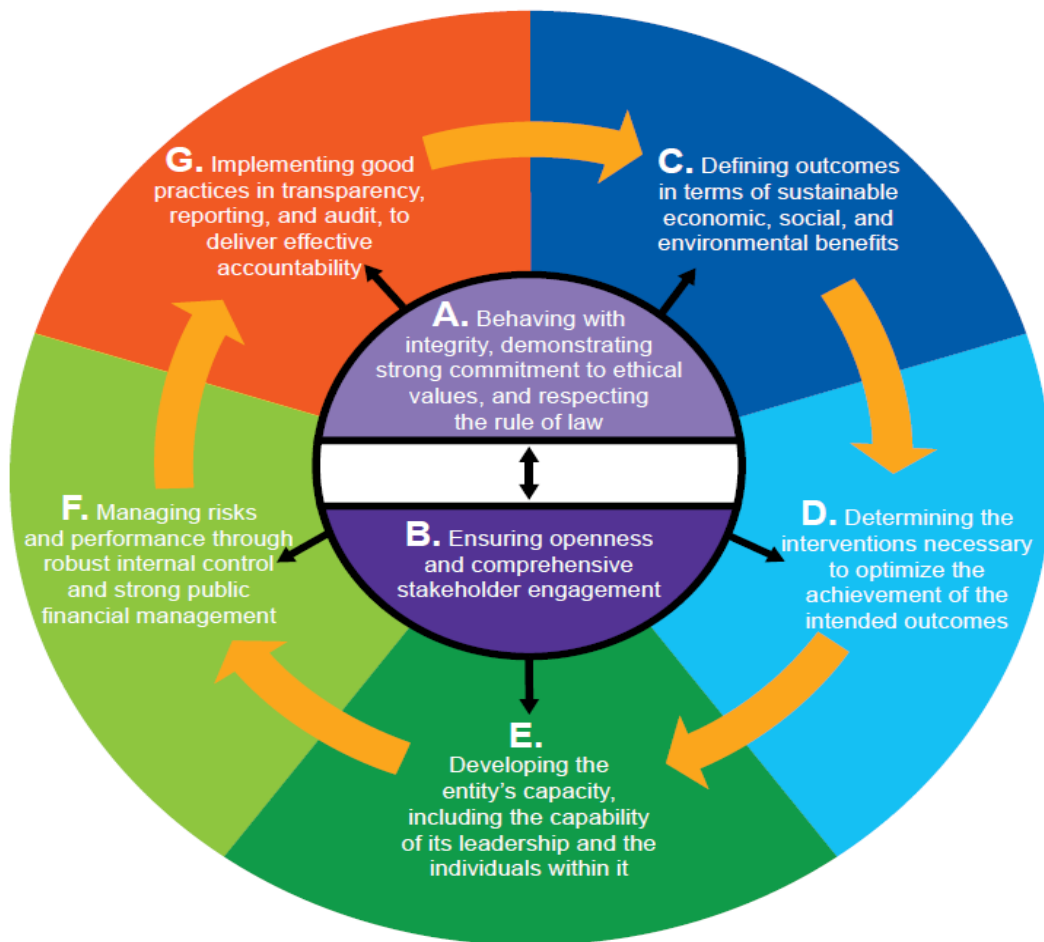 A. Behaving with
integrity, demonstrating
strong commitment to ethical
values, and respecting
the rule of law
B. Ensuring openness
and comprehensive
stakeholder engagement
C. Defining outcomes
in terms of sustainable
economic, social, and
environmental benefits
D. Determining the
interventions necessary
to optimize the
achievement of the
intended outcomes
E.
Developing the
entity's capacity,
including the capability
of its leadership and the
individuals within it
F. Managing risks
and performance through
robust internal control
and strong public
financial management
G. Implementing good
practices in transparency,
reporting, and audit, to
deliver effective
accountability